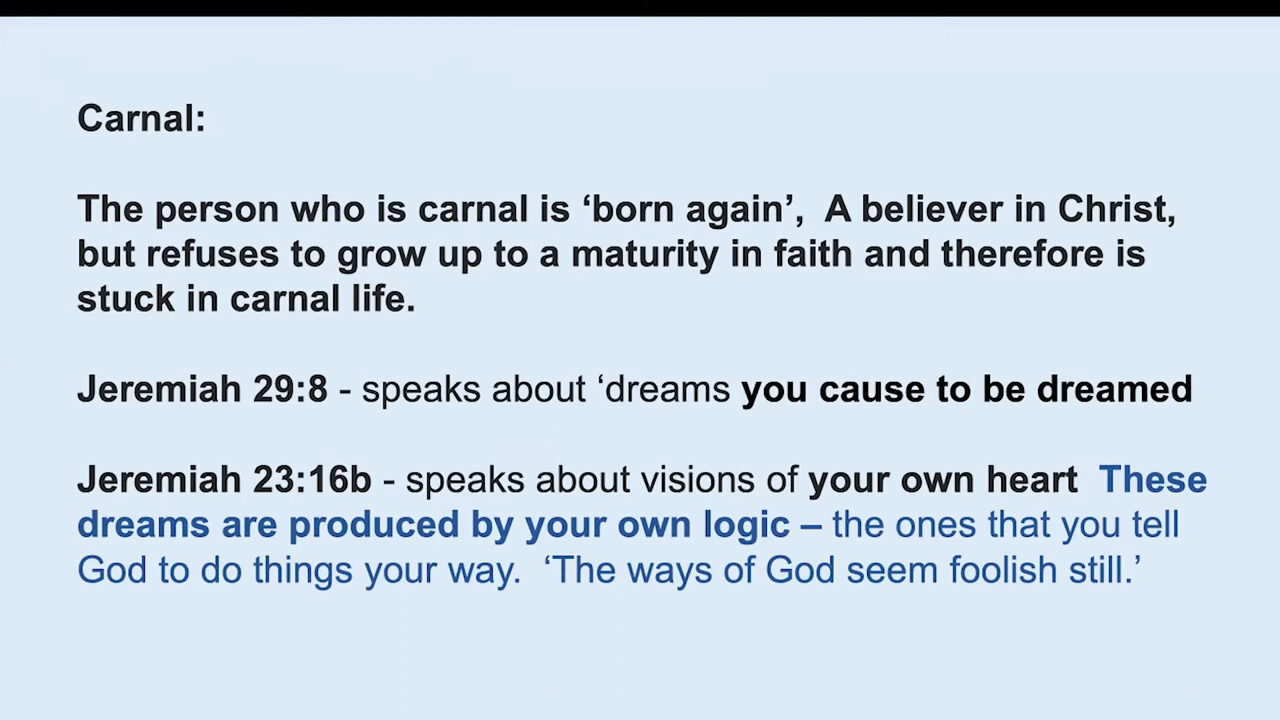 Carnal:
The person who is carnal is ‘born again’,  A believer in Christ,
but refuses to grow up to a maturity in faith and therefore is
stuck in carnal life.
Jeremiah 29:8 - speaks about ‘dreams you cause to be dreamed
Jeremiah 23:16b - speaks about visions of your own heart  These
dreams are produced by your own logic – the ones that you tell
God to do things your way.  ‘The ways of God seem foolish still.’